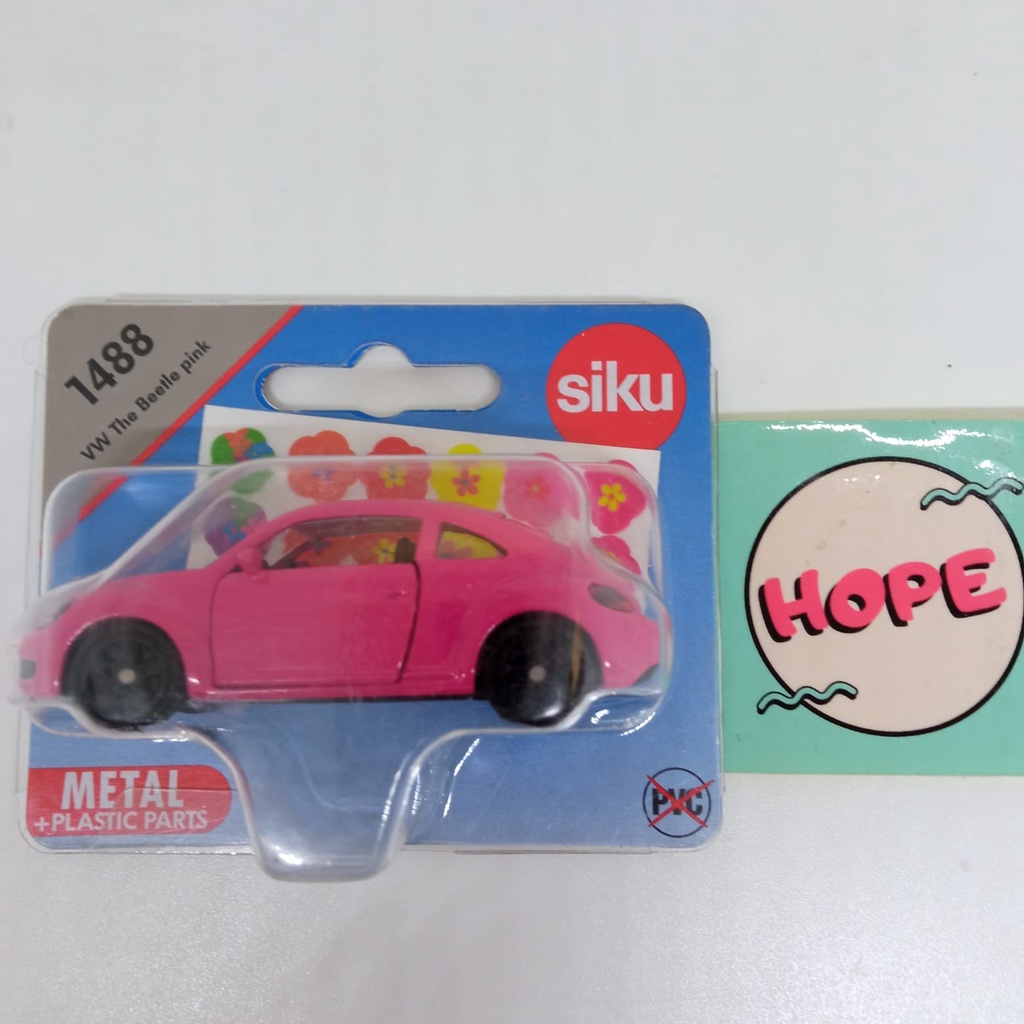 1488
VW The Beetle pink
siku
HOPE
METAL
+PLASTIC PARTS
PVC